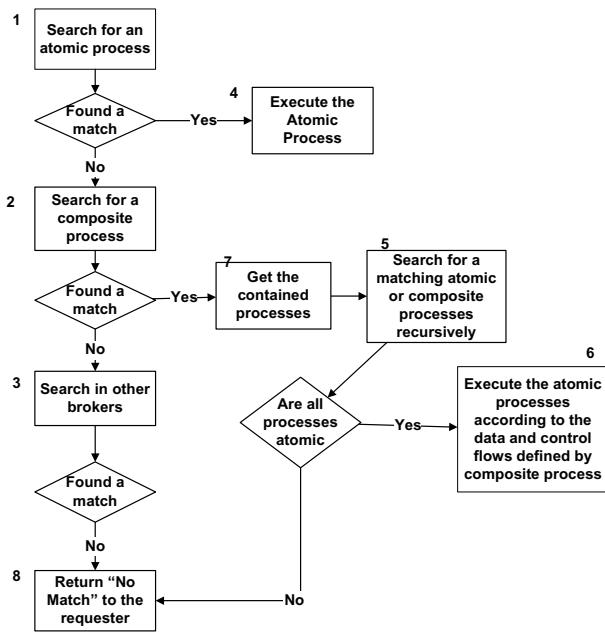 1
Search for an
atomic process
Found a
match
Yes
4
Execute the
Atomic
Process
No
2
Search for a
composite
process
Found a
match
Yes
7
Get the
contained
processes
5
Search for a
matching atomic
or composite
processes
recursively
No
3
Search in other
brokers
Are all
processes
atomic
Yes
6
Execute the atomic
processes
according to the
data and control
flows defined by
composite process
Found a
match
No
No
8
Return “No
Match” to the
requester